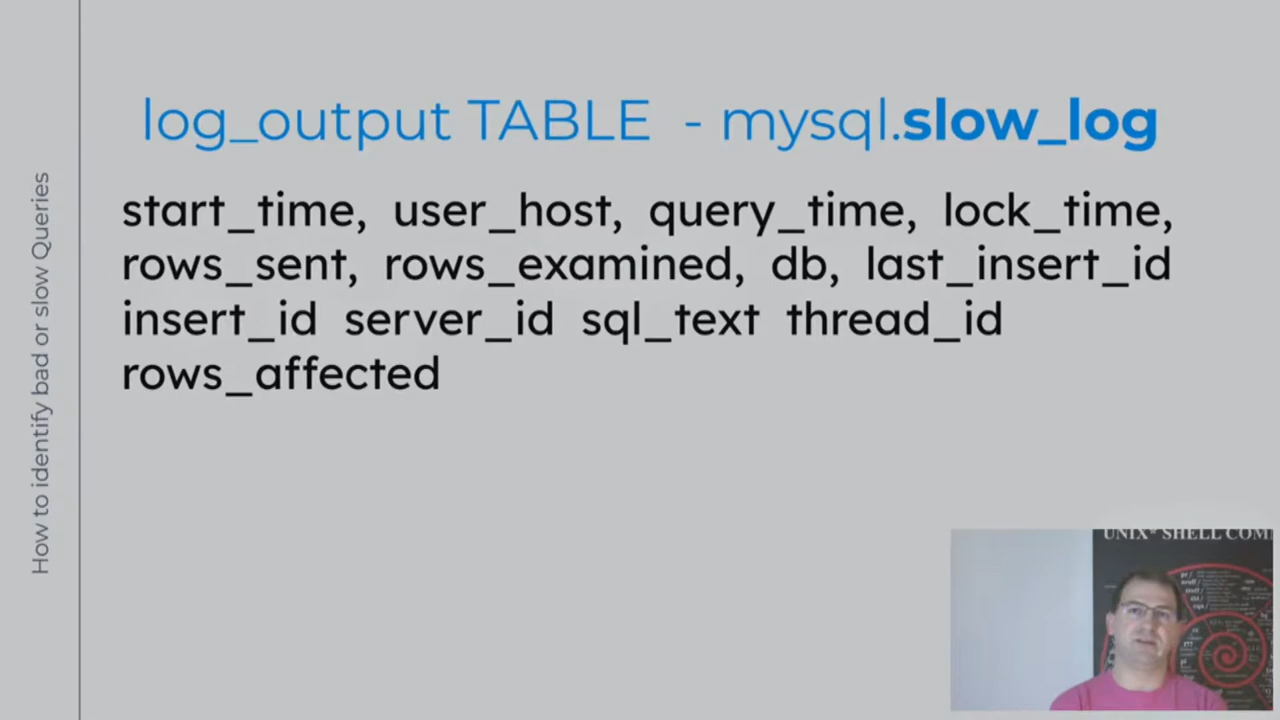 log_output TABLE - mysql.slow_log
start_time, user_host, query_time, lock_time,
rows_sent, rows_examined, db, last_insert_id
insert_id server_id sql_text thread_id
rows_affected
How to identify bad or slow Queries
UNIX® SHELL COM